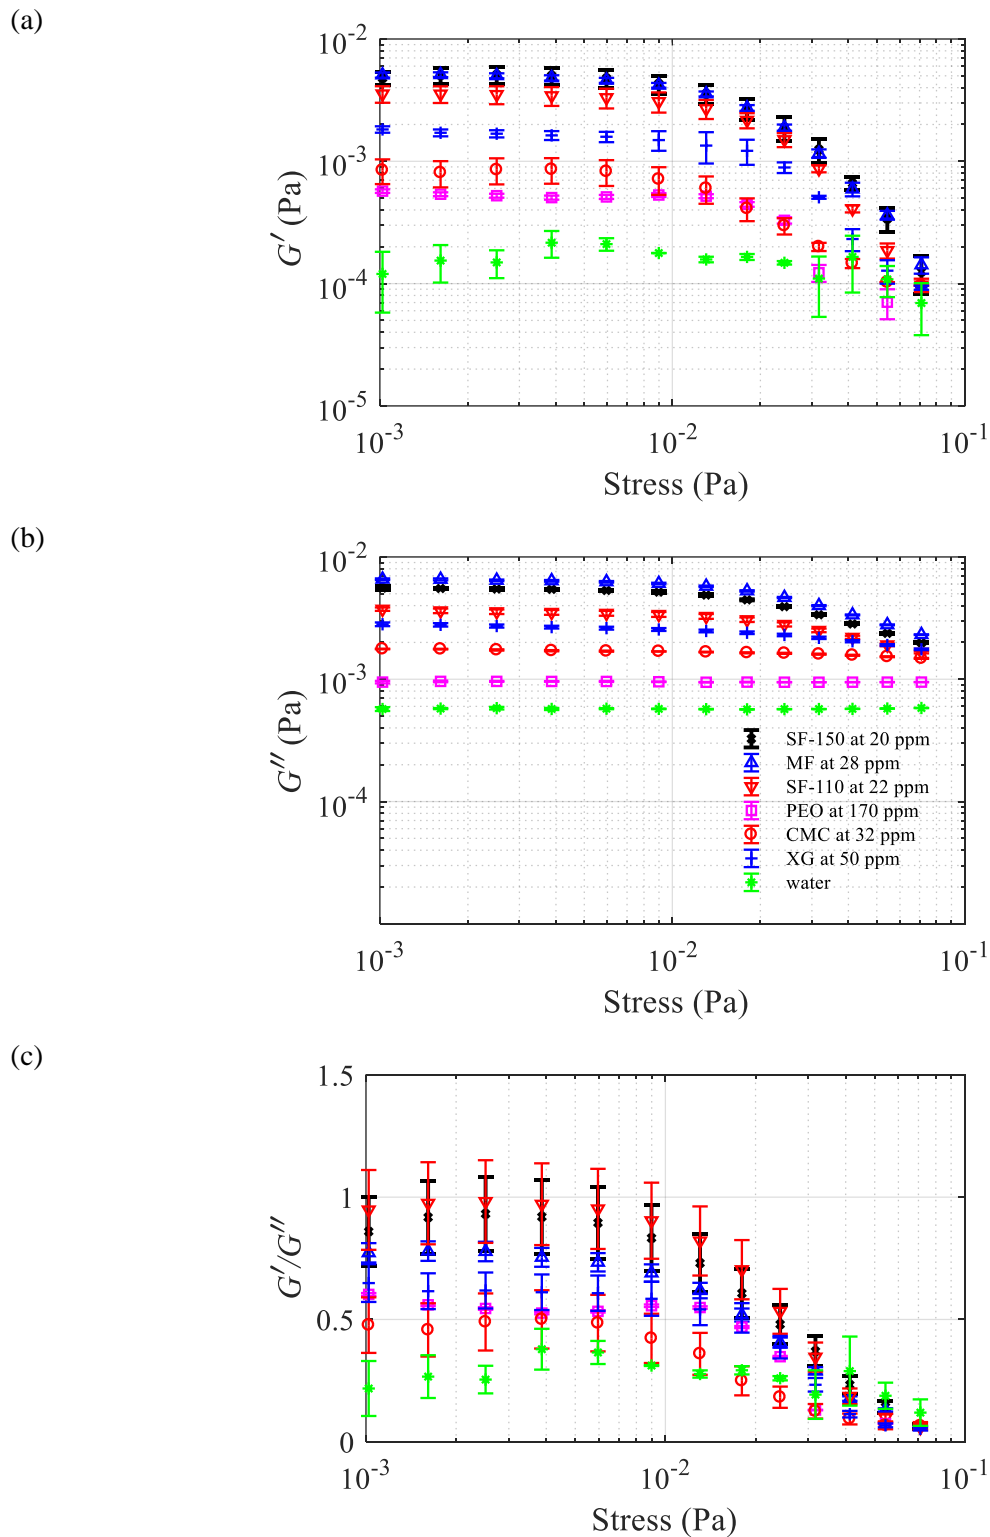 (a)
10⁻²
10⁻³
10⁻⁴
10⁻⁵
G′ (Pa)
10⁻³ 10⁻² 10⁻¹
Stress (Pa)
(b)
10⁻²
10⁻³
10⁻⁴
G′′ (Pa)
SF-150 at 20 ppm
MF at 28 ppm
SF-110 at 22 ppm
PEO at 170 ppm
CMC at 32 ppm
XG at 50 ppm
water
10⁻³ 10⁻² 10⁻¹
Stress (Pa)
(c)
1.5
1
0.5
0
G′/G′′
10⁻³ 10⁻² 10⁻¹
Stress (Pa)